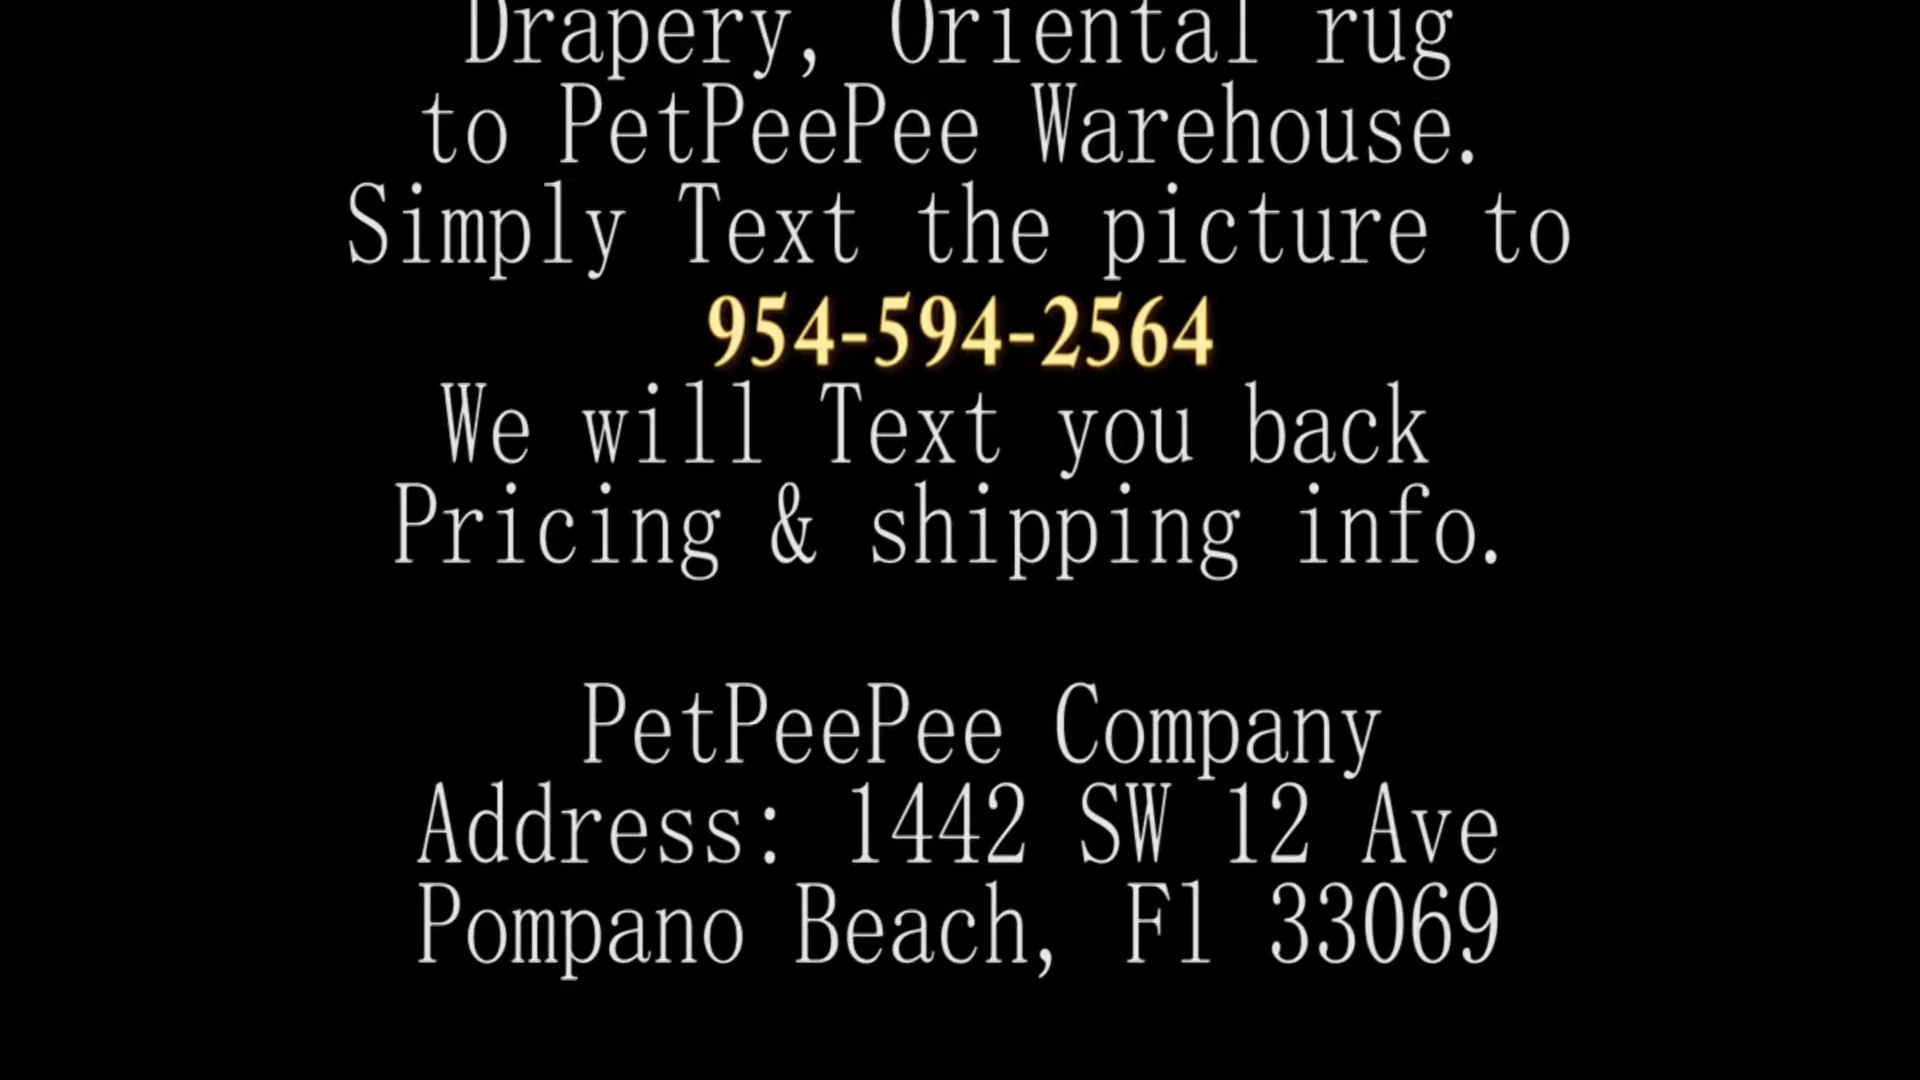 Drapery, Oriental rug
to PetPeePee Warehouse.
Simply Text the picture to
954-594-2564
We will Text you back
Pricing & shipping info.
PetPeePee Company
Address: 1442 SW 12 Ave
Pompano Beach, Fl 33069